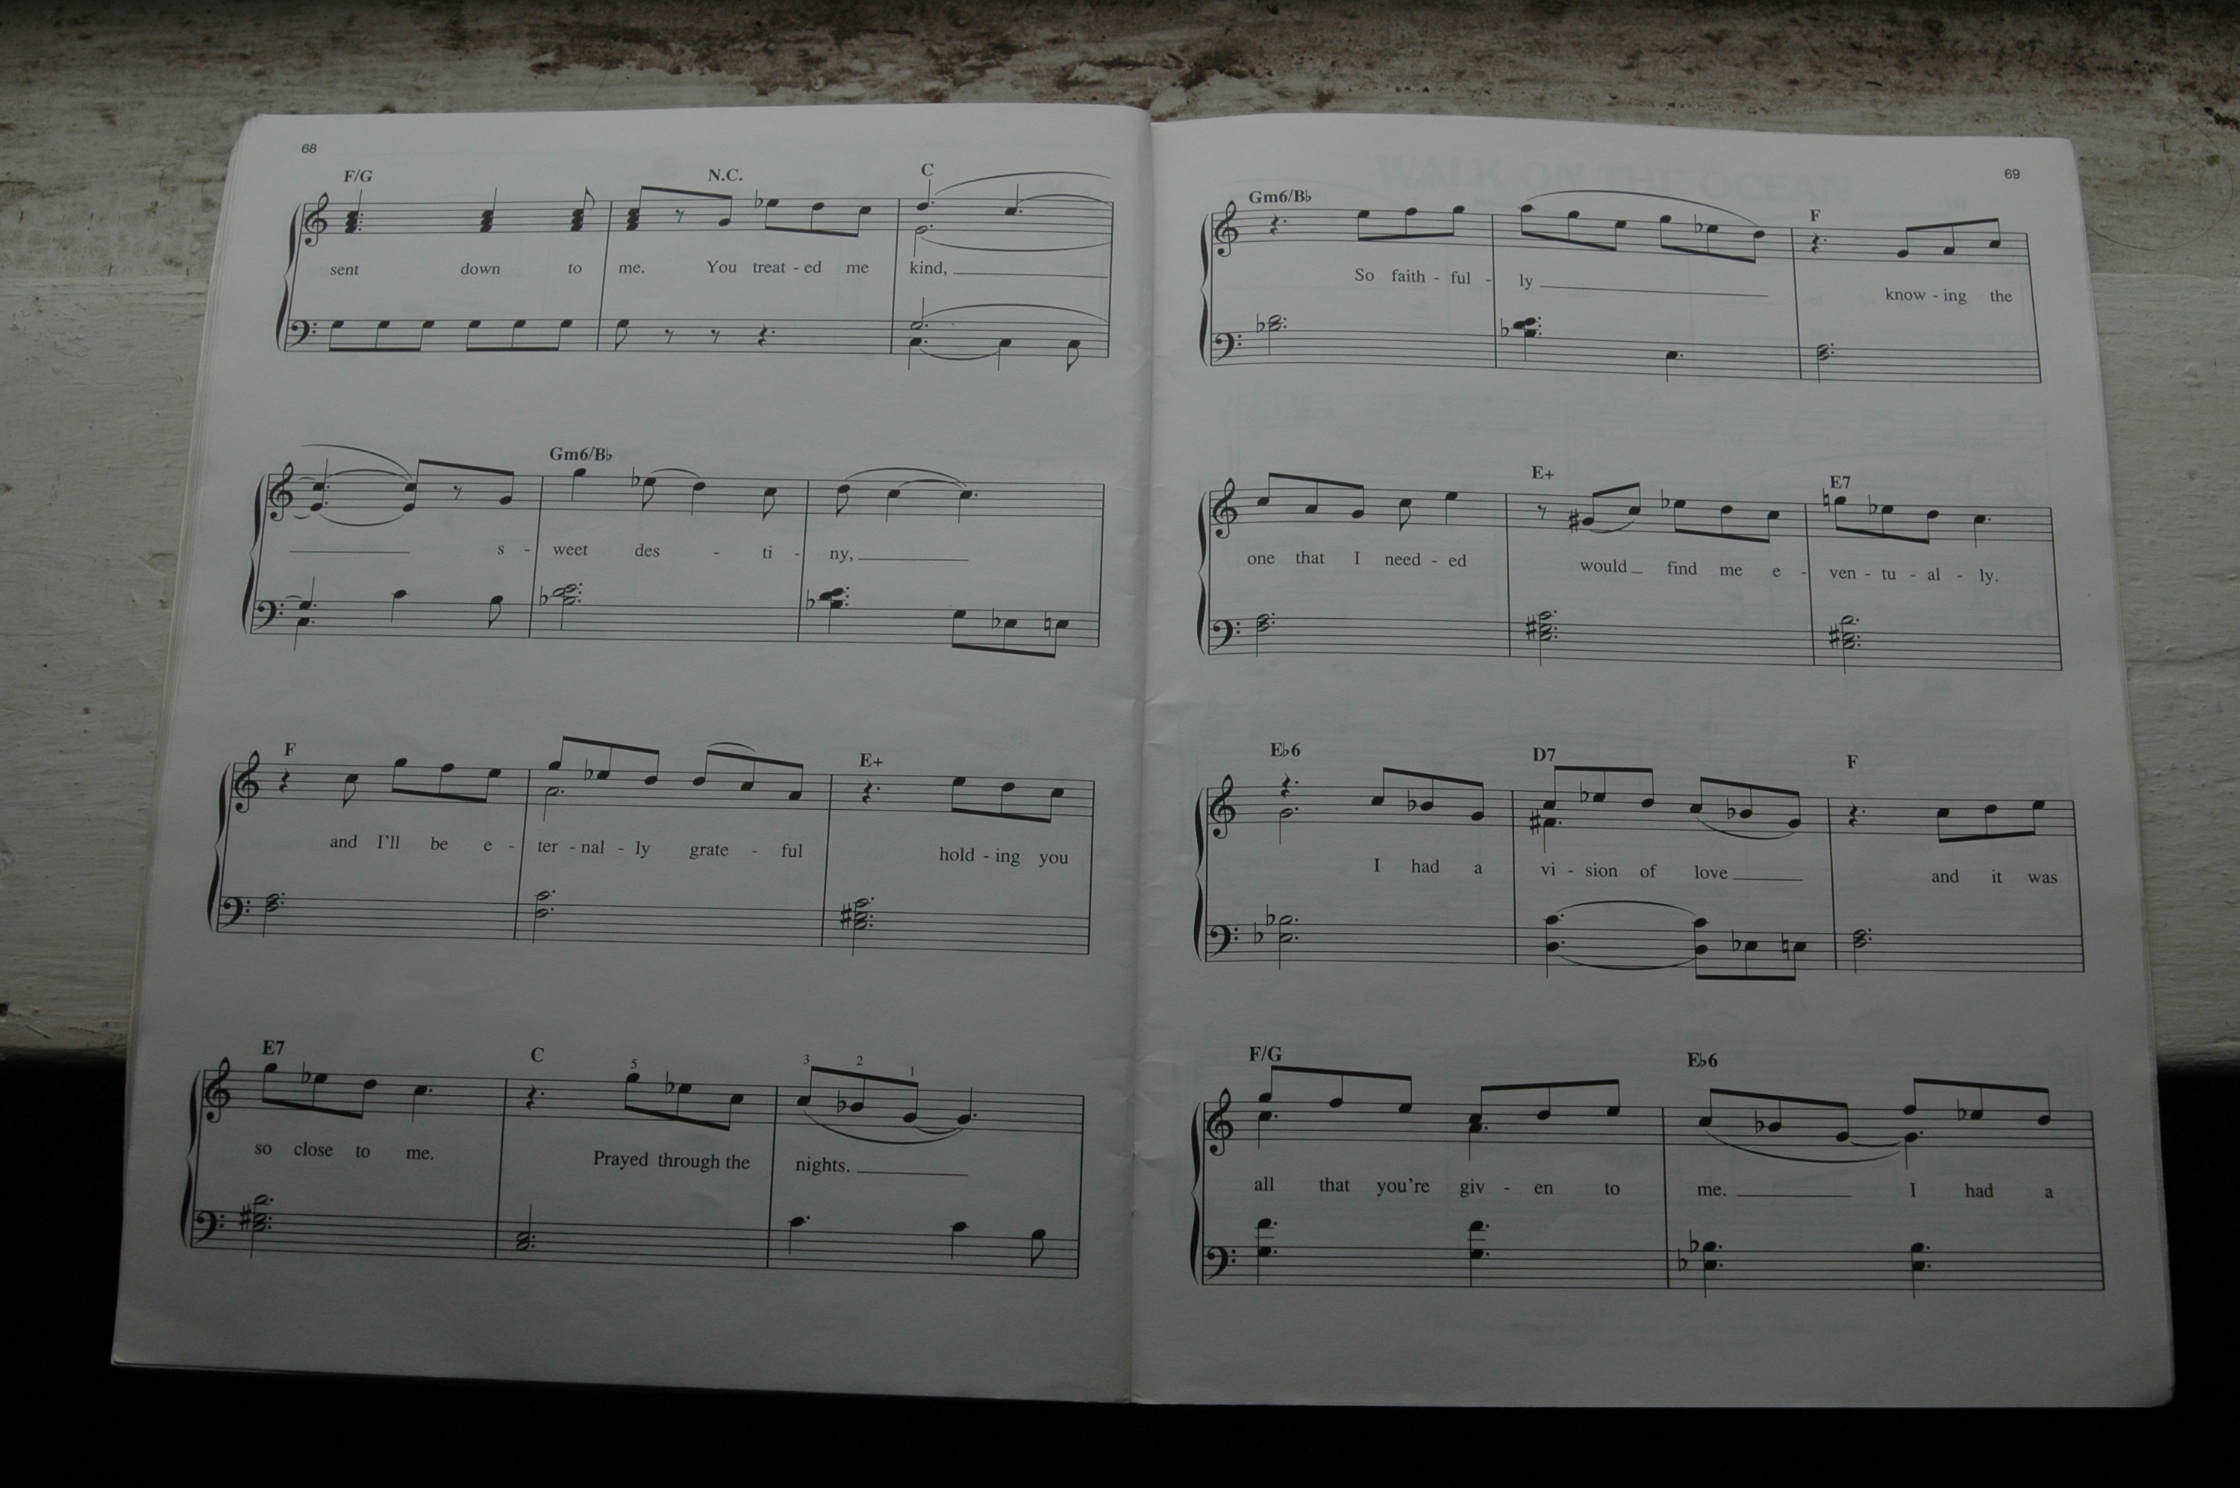 68
F/G N.C. C
sent down to me. You treat - ed me kind,
Gm6/B♭
s - weet des - ti - ny,
F E+
and I'll be e - ter - nal - ly grate - ful hold - ing you
E7 C 5 3 2 1
so close to me. Prayed through the nights.
69
WALK ON THE OCEAN
Gm6/B♭ F
So faith - ful - ly know - ing the
E+ E7
one that I need - ed would find me e - ven - tu - al - ly.
E♭6 D7 F
I had a vi - sion of love and it was
F/G E♭6
all that you're giv - en to me. I had a